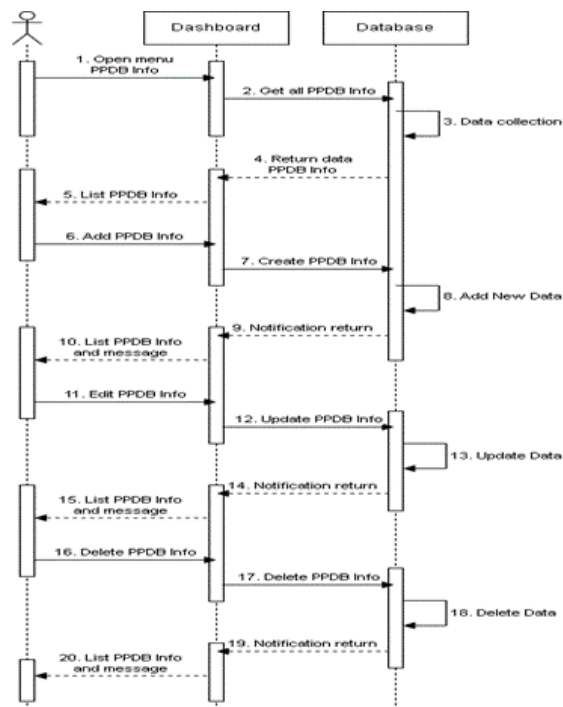 Dashboard
Database
1. Open menu
PPDB Info
2. Get all PPDB Info
3. Data collection
4. Return data
PPDB Info
5. List PPDB Info
6. Add PPDB Info
7. Create PPDB Info
8. Add New Data
9. Notification return
10. List PPDB Info
and message
11. Edit PPDB Info
12. Update PPDB Info
13. Update Data
14. Notification return
15. List PPDB Info
and message
16. Delete PPDB Info
17. Delete PPDB Info
18. Delete Data
19. Notification return
20. List PPDB Info
and message